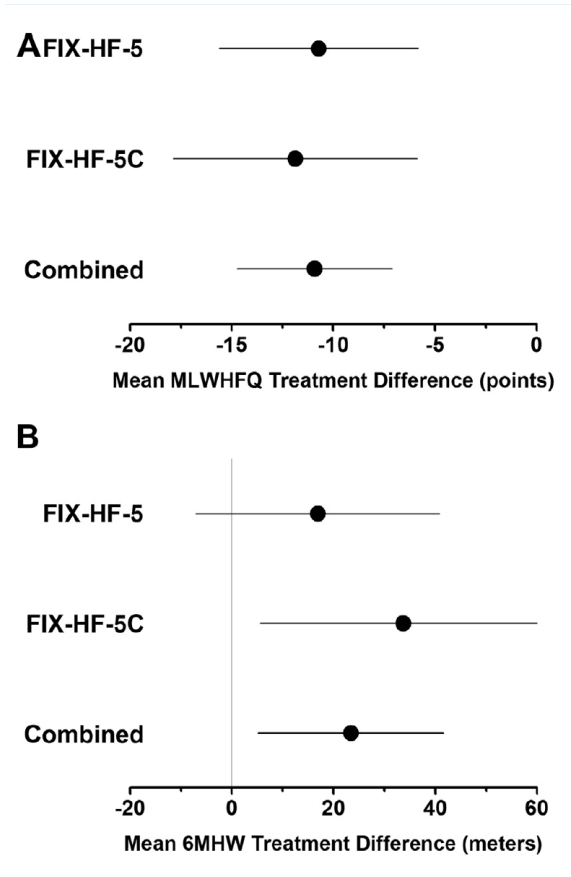 A FIX-HF-5
FIX-HF-5C
Combined
-20 -15 -10 -5 0
Mean MLWHFQ Treatment Difference (points)
B
FIX-HF-5
FIX-HF-5C
Combined
-20 0 20 40 60
Mean 6MHW Treatment Difference (meters)